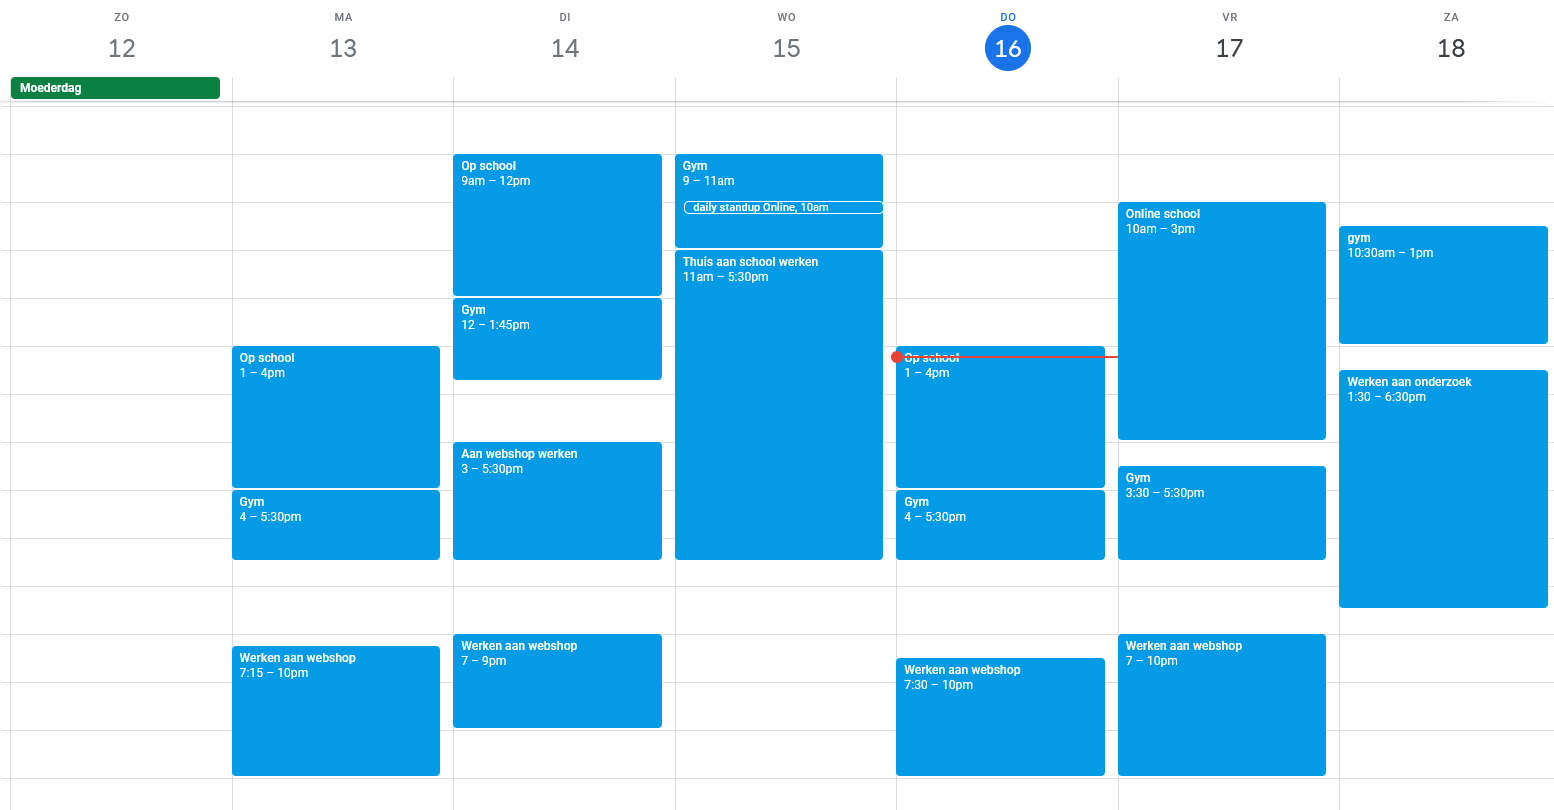 ZO
12
MA
13
DI
14
WO
15
DO
16
VR
17
ZA
18
Moederdag
Op school
1 – 4pm
Gym
4 – 5:30pm
Werken aan webshop
7:15 – 10pm
Op school
9am – 12pm
Gym
12 – 1:45pm
Aan webshop werken
3 – 5:30pm
Werken aan webshop
7 – 9pm
Gym
9 – 11am
daily standup Online, 10am
Thuis aan school werken
11am – 5:30pm
Op school
1 – 4pm
Gym
4 – 5:30pm
Werken aan webshop
7:30 – 10pm
Online school
10am – 3pm
Gym
3:30 – 5:30pm
Werken aan webshop
7 – 10pm
gym
10:30am – 1pm
Werken aan onderzoek
1:30 – 6:30pm